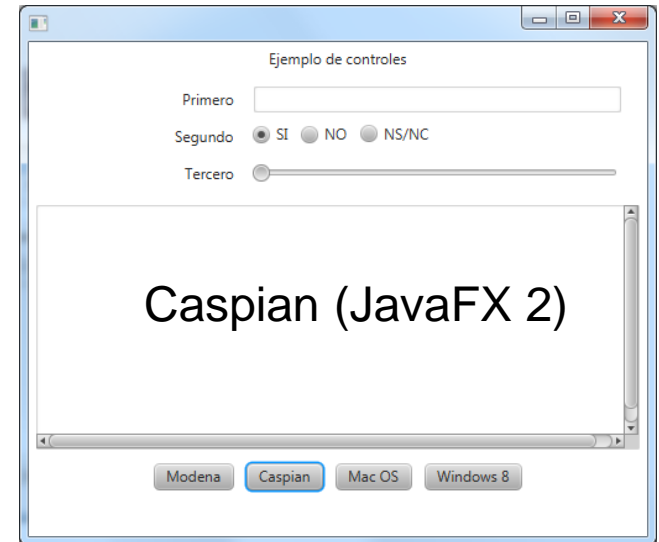 Ejemplo de controles
Primero
Segundo SI NO NS/NC
Tercero
Caspian (JavaFX 2)
Modena Caspian Mac OS Windows 8